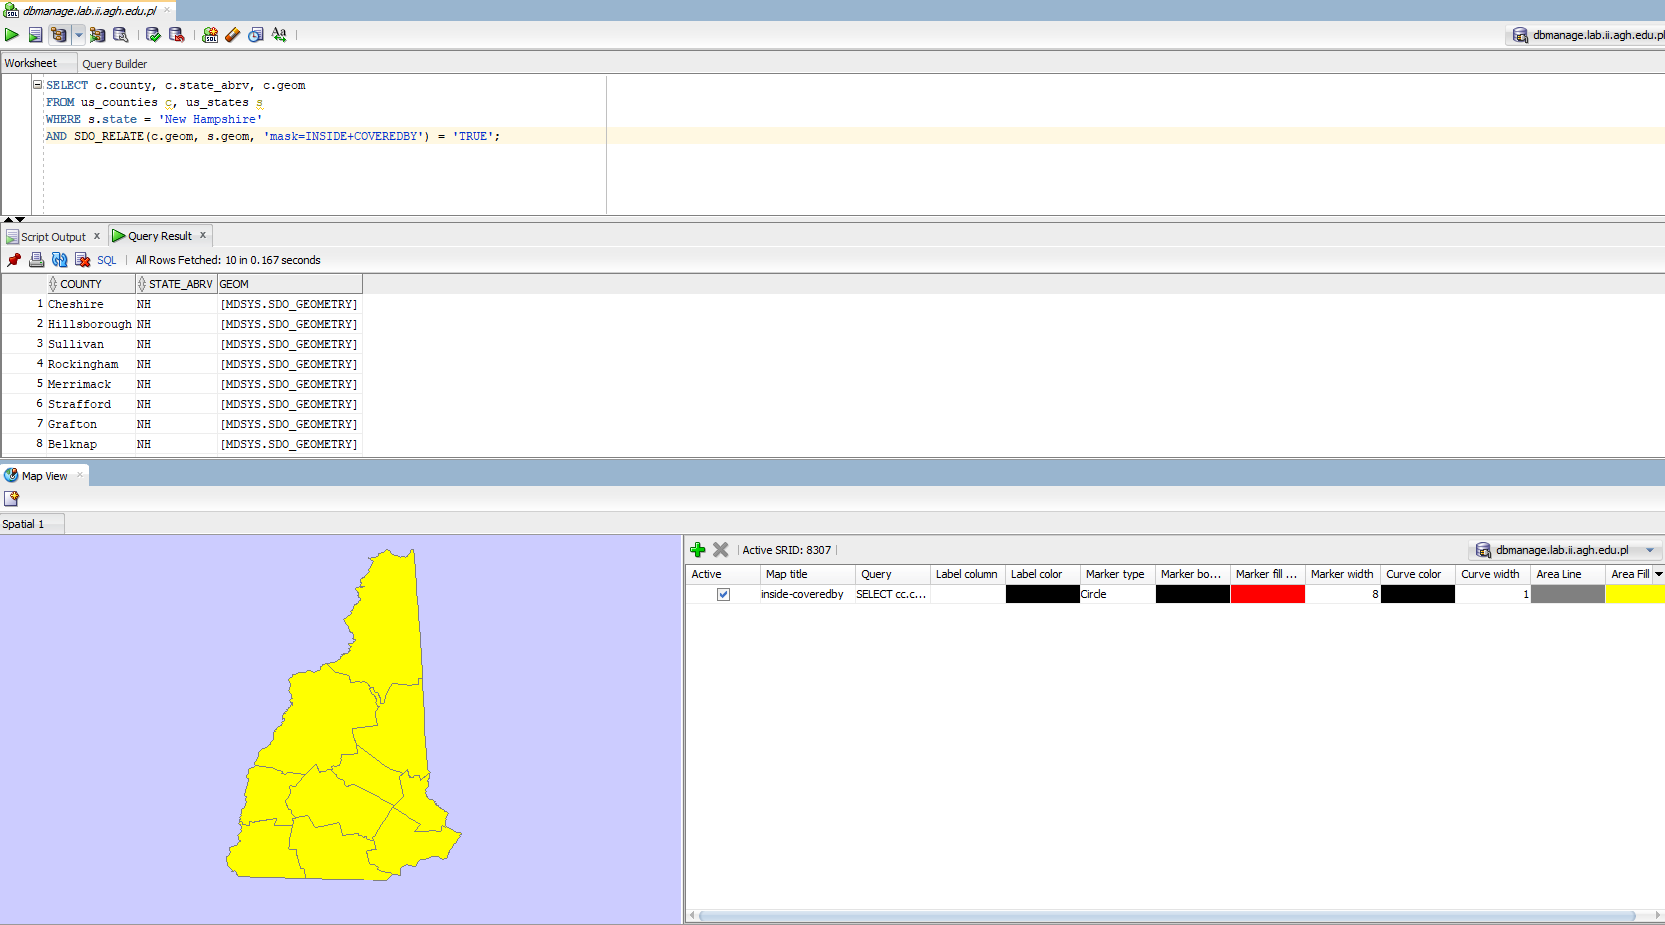 dbmanage.lab.ii.agh.edu.pl
dbmanage.lab.ii.agh.edu.pl
Worksheet Query Builder
SELECT c.county, c.state_abrv, c.geom
FROM us_counties c, us_states s
WHERE s.state = 'New Hampshire'
AND SDO_RELATE(c.geom, s.geom, 'mask=INSIDE+COVEREDBY') = 'TRUE';
Script Output x Query Result x
SQL All Rows Fetched: 10 in 0.167 seconds
COUNTY STATE_ABRV GEOM
1 Cheshire NH [MDSYS.SDO_GEOMETRY]
2 Hillsborough NH [MDSYS.SDO_GEOMETRY]
3 Sullivan NH [MDSYS.SDO_GEOMETRY]
4 Rockingham NH [MDSYS.SDO_GEOMETRY]
5 Merrimack NH [MDSYS.SDO_GEOMETRY]
6 Strafford NH [MDSYS.SDO_GEOMETRY]
7 Grafton NH [MDSYS.SDO_GEOMETRY]
8 Belknap NH [MDSYS.SDO_GEOMETRY]
Map View
Spatial 1
Active SRID: 8307 dbmanage.lab.ii.agh.edu.pl
Active Map title Query Label column Label color Marker type Marker bo... Marker fill ... Marker width Curve color Curve width Area Line Area Fill
inside-coveredby SELECT cc.c... Circle 8 1